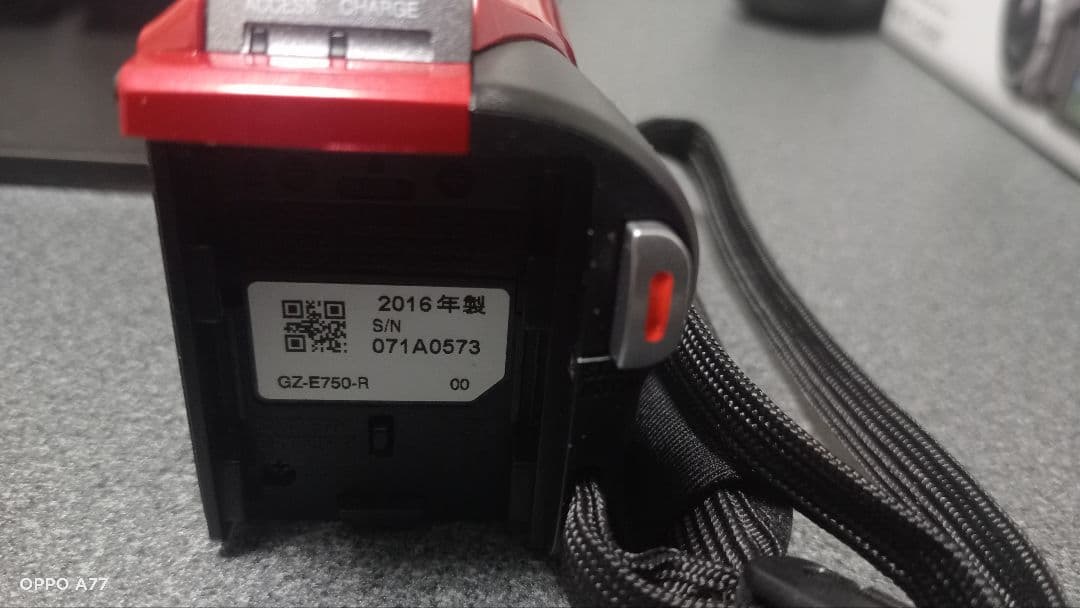 ACCESS CHARGE
2016年製
S/N
071A0573
GZ-E750-R 00
OPPO A77